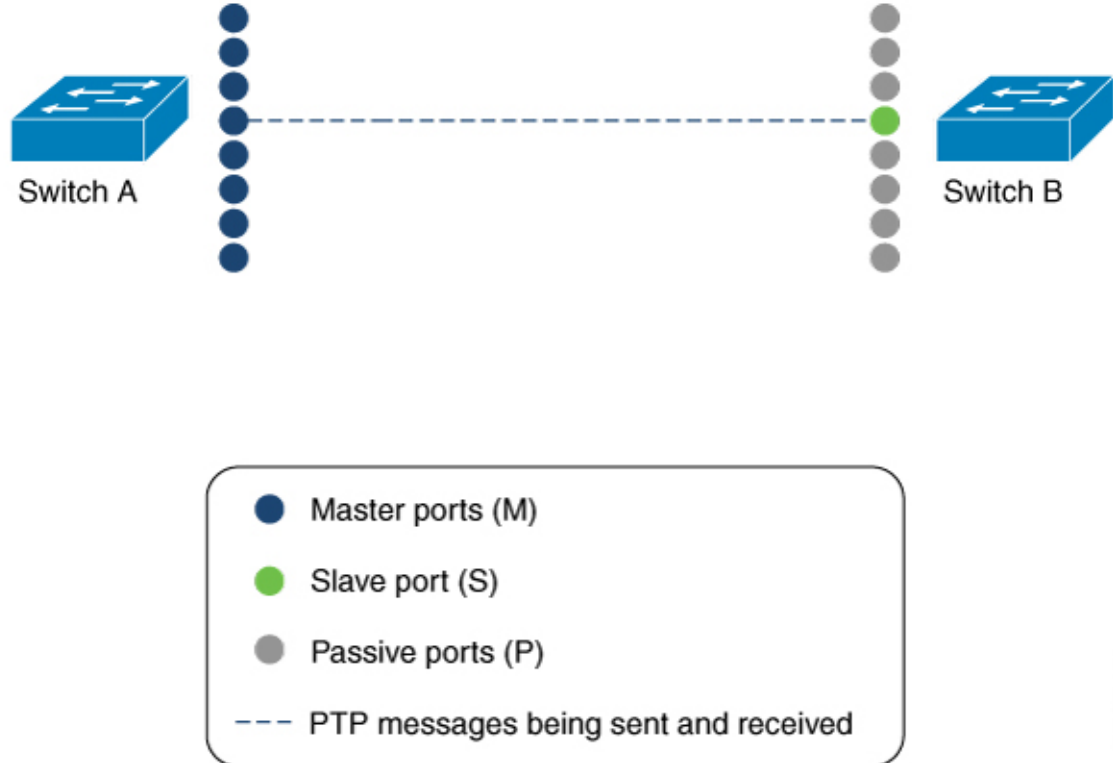 Switch A
Switch B
Master ports (M)
Slave port (S)
Passive ports (P)
PTP messages being sent and received